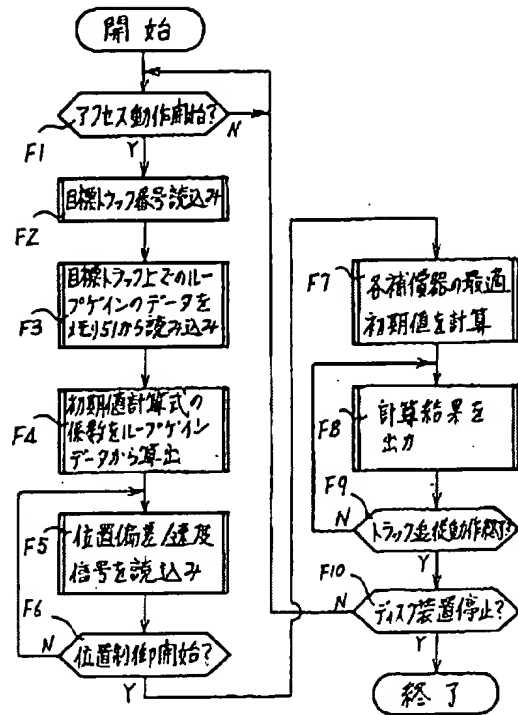 開始
アクセス動作開始?
F1
N
Y
目標トラック番号読込み
F2
目標トラック上でのルー
プゲインのデータを
メモリ51から読み込み
F3
初期値計算式の
係数をループゲイン
データから算出
F4
位置偏差/速度
信号を読込み
F5
F6
N
位置制御開始?
Y
F7
各補償器の最適
初期値を計算
F8
計算結果を
出力
F9
N
トラック追従動作終了?
Y
F10
N
ディスク装置停止?
Y
終了